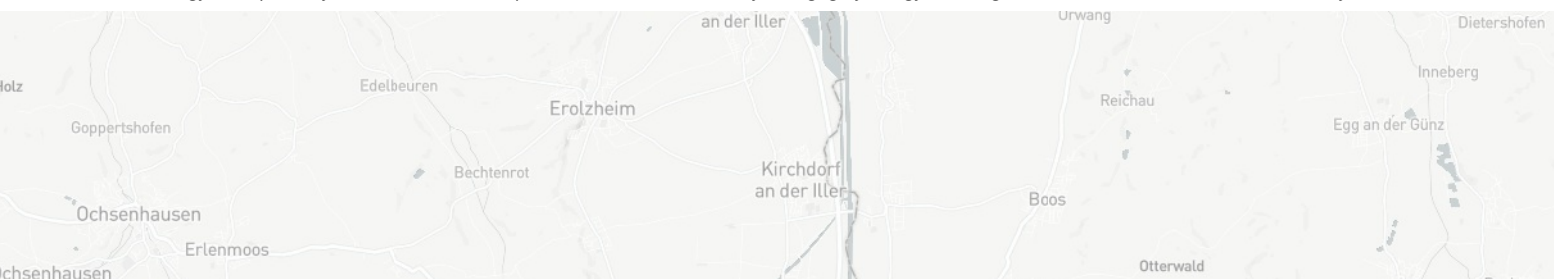 an der Iller
Urwang
Dietershofen
Inneberg
Holz
Edelbeuren
Reichau
Erolzheim
Goppertshofen
Egg an der Günz
Bechtenrot
Kirchdorf
an der Iller
Boos
Ochsenhausen
Erlenmoos
Otterwald
Ochsenhausen